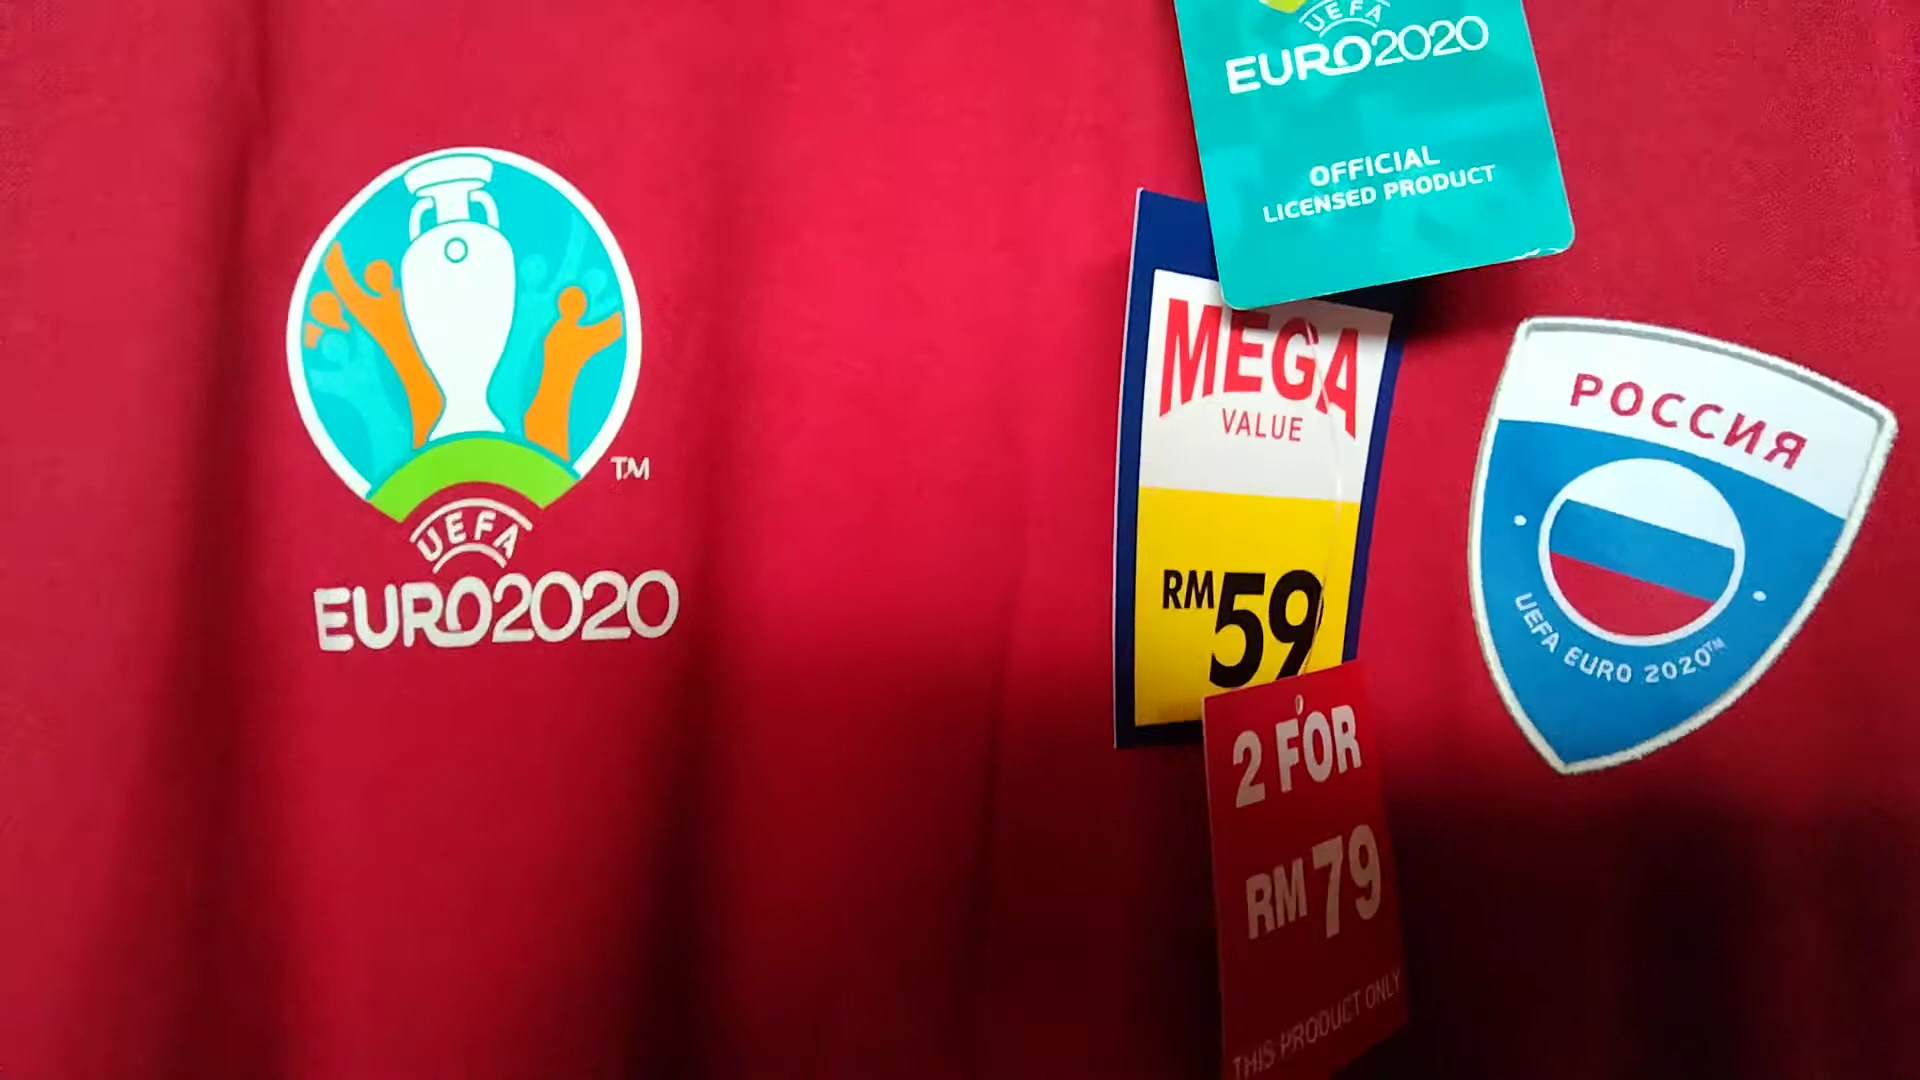 TM
UEFA
EURO2020
UEFA
EURO2020
OFFICIAL
LICENSED PRODUCT
MEGA
VALUE
RM59
2 FOR
RM79
THIS PRODUCT ONLY
РОССИЯ
UEFA EURO 2020™